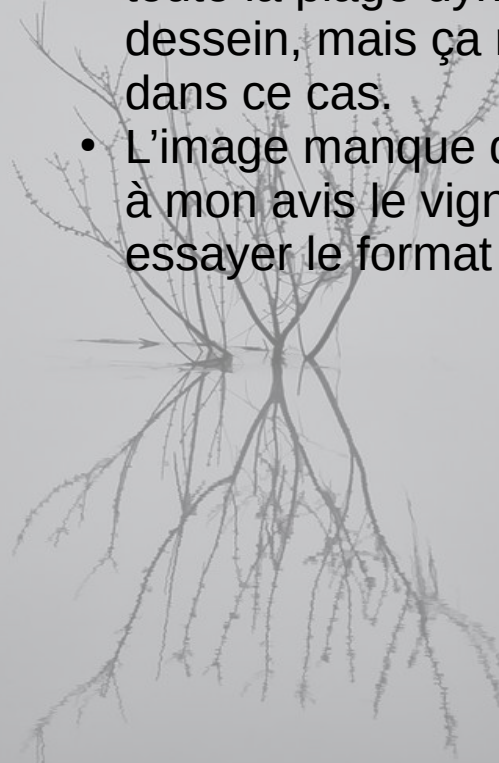 dessein, mais ça
dans ce cas.
• L’image manque
à mon avis le
essayer le format